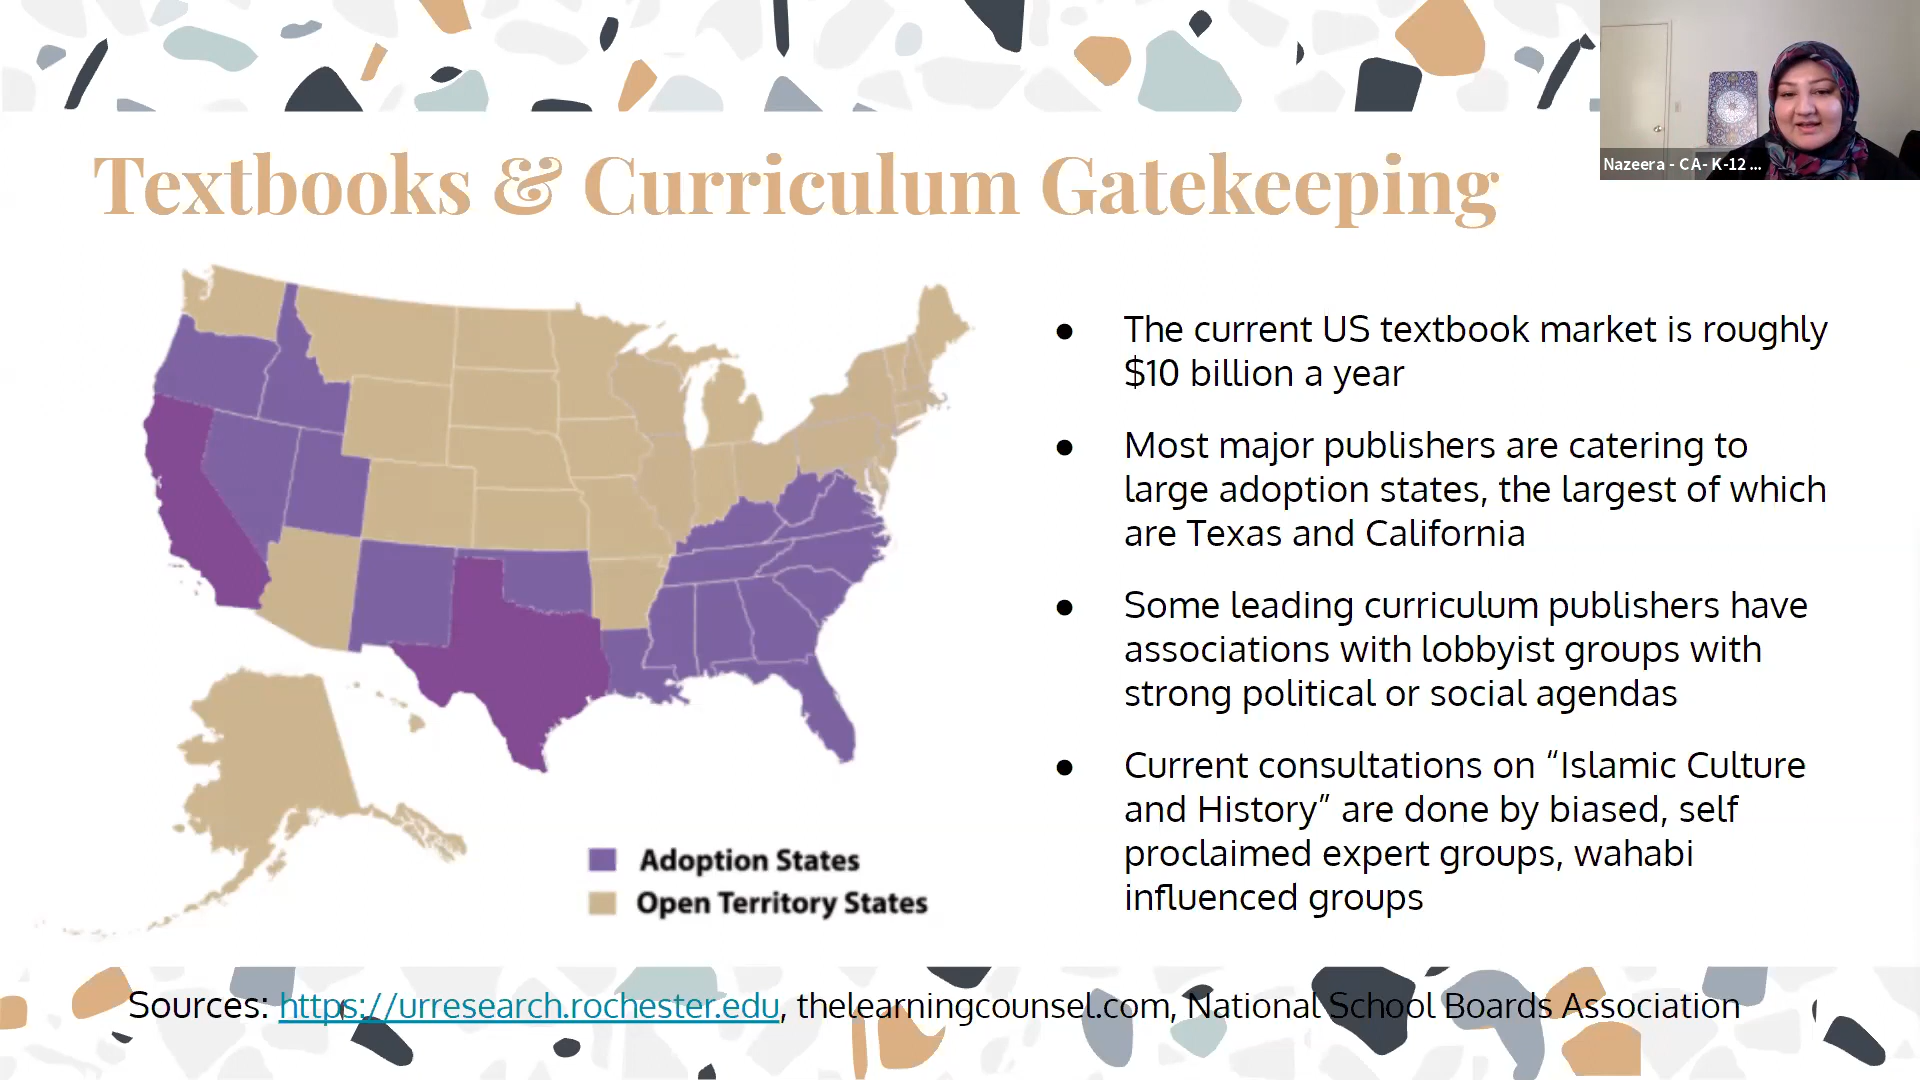 Nazeera - CA- K-12 ...
Textbooks & Curriculum Gatekeeping
● The current US textbook market is roughly
$10 billion a year
● Most major publishers are catering to
large adoption states, the largest of which
are Texas and California
● Some leading curriculum publishers have
associations with lobbyist groups with
strong political or social agendas
● Current consultations on “Islamic Culture
and History” are done by biased, self
proclaimed expert groups, wahabi
influenced groups
Adoption States
Open Territory States
Sources: https://urresearch.rochester.edu, thelearningcounsel.com, National School Boards Association